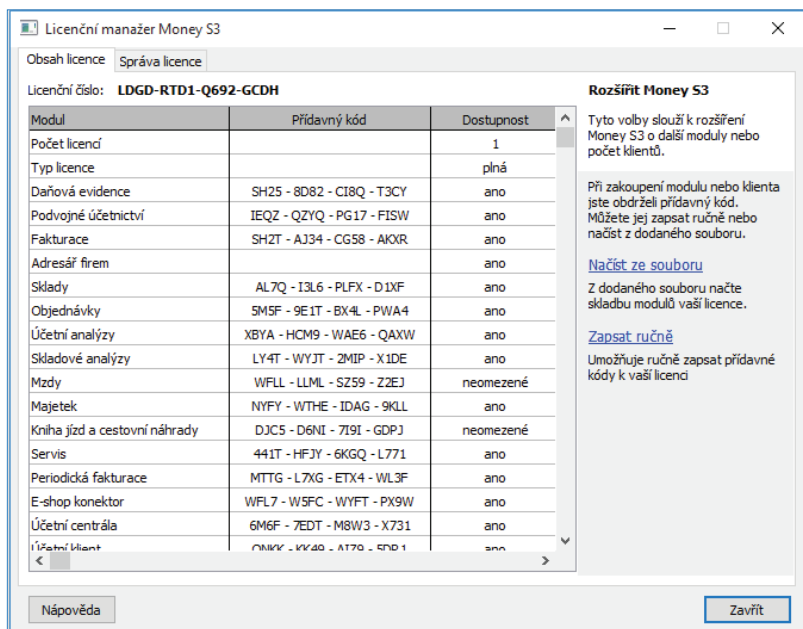 Licenční manažer Money S3
Obsah licence Správa licence
Licenční číslo: LDGD-RTD1-Q692-GCDH
Modul Přídavný kód Dostupnost
Počet licencí 1
Typ licence plná
Daňová evidence SH25 - 8D82 - CI8Q - T3CY ano
Podvojné účetnictví IEQZ - QZYQ - PG17 - FISW ano
Fakturace SH2T - AJ34 - CG58 - AKXR ano
Adresář firem ano
Sklady AL7Q - I3L6 - PLFX - D1XF ano
Objednávky 5M5F - 9E1T - BX4L - PWA4 ano
Účetní analýzy XBYA - HCM9 - WAE6 - QAXW ano
Skladové analýzy LY4T - WYJT - 2MIP - X1DE ano
Mzdy WFLL - LLML - SZ59 - Z2EJ neomezené
Majetek NYFY - WTHE - IDAG - 9KLL ano
Kniha jízd a cestovní náhrady DJC5 - D6NI - 7I9I - GDPJ neomezené
Servis 441T - HFJY - 6KGQ - L771 ano
Periodická fakturace MTTG - L7XG - ETX4 - WL3F ano
E-shop konektor WFL7 - W5FC - WYFT - PX9W ano
Účetní centrála 6M6F - 7EDT - M8W3 - X731 ano
Účetní klient QNKK - KK49 - AIZ9 - 5DP1 ano
Rozšířit Money S3
Tyto volby slouží k rozšíření
Money S3 o další moduly nebo
počet klientů.
Při zakoupení modulu nebo klienta
jste obdrželi přídavný kód.
Můžete jej zapsat ručně nebo
načíst z dodaného souboru.
Načíst ze souboru
Z dodaného souboru načte
skladbu modulů vaší licence.
Zapsat ručně
Umožňuje ručně zapsat přídavné
kódy k vaší licenci
Nápověda Zavřít